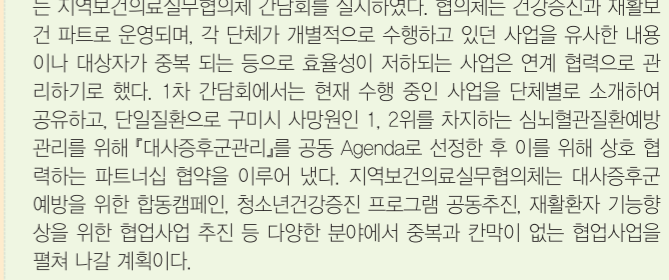 는 지역보건의료실무협의체 간담회를 실시하였다. 협의체는 건강증진과 재활보
건 파트로 운영되며, 각 단체가 개별적으로 수행하고 있던 사업을 유사한 내용
이나 대상자가 중복 되는 등으로 효율성이 저하되는 사업은 연계 협력으로 관
리하기로 했다. 1차 간담회에서는 현재 수행 중인 사업을 단체별로 소개하여
공유하고, 단일질환으로 구미시 사망원인 1, 2위를 차지하는 심뇌혈관질환예방
관리를 위해 『대사증후군관리』를 공동 Agenda로 선정한 후 이를 위해 상호 협
력하는 파트너십 협약을 이루어 냈다. 지역보건의료실무협의체는 대사증후군
예방을 위한 합동캠페인, 청소년건강증진 프로그램 공동추진, 재활환자 기능향
상을 위한 협업사업 추진 등 다양한 분야에서 중복과 칸막이 없는 협업사업을
펼쳐 나갈 계획이다.